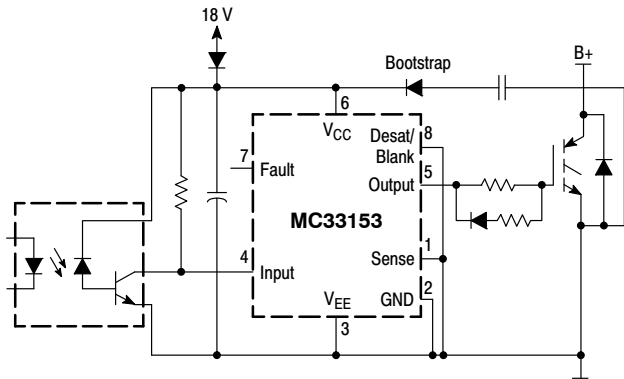 18 V
Bootstrap
B+
6
VCC
Desat/
Blank
8
7
Fault
5
Output
MC33153
4
Input
1
Sense
VEE
GND
2
3